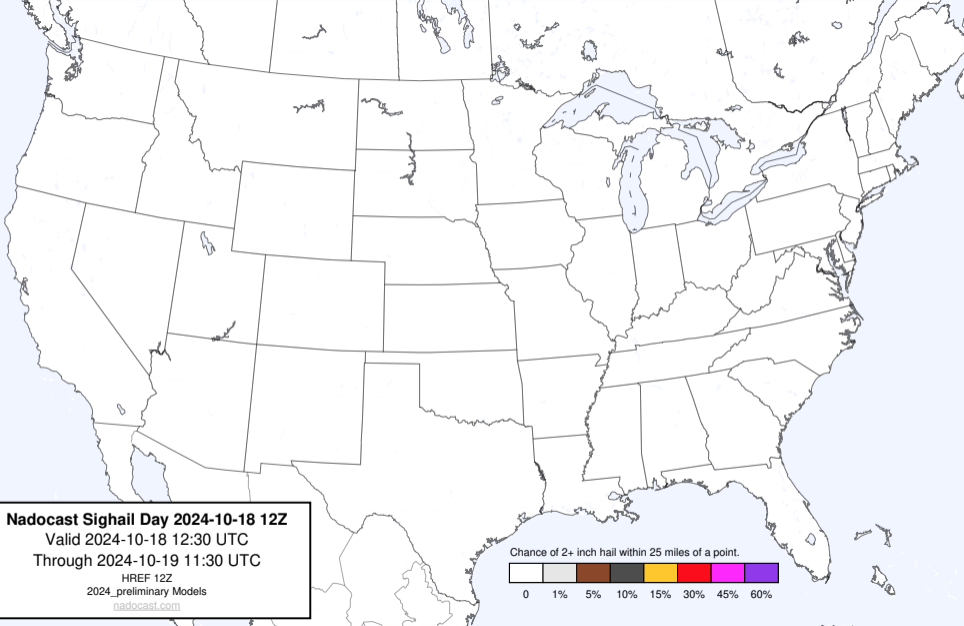 Nadocast Sighail Day 2024-10-18 12Z
Valid 2024-10-18 12:30 UTC
Through 2024-10-19 11:30 UTC
HREF 12Z
2024_preliminary Models
nadocast.com
Chance of 2+ inch hail within 25 miles of a point.
0 1% 5% 10% 15% 30% 45% 60%